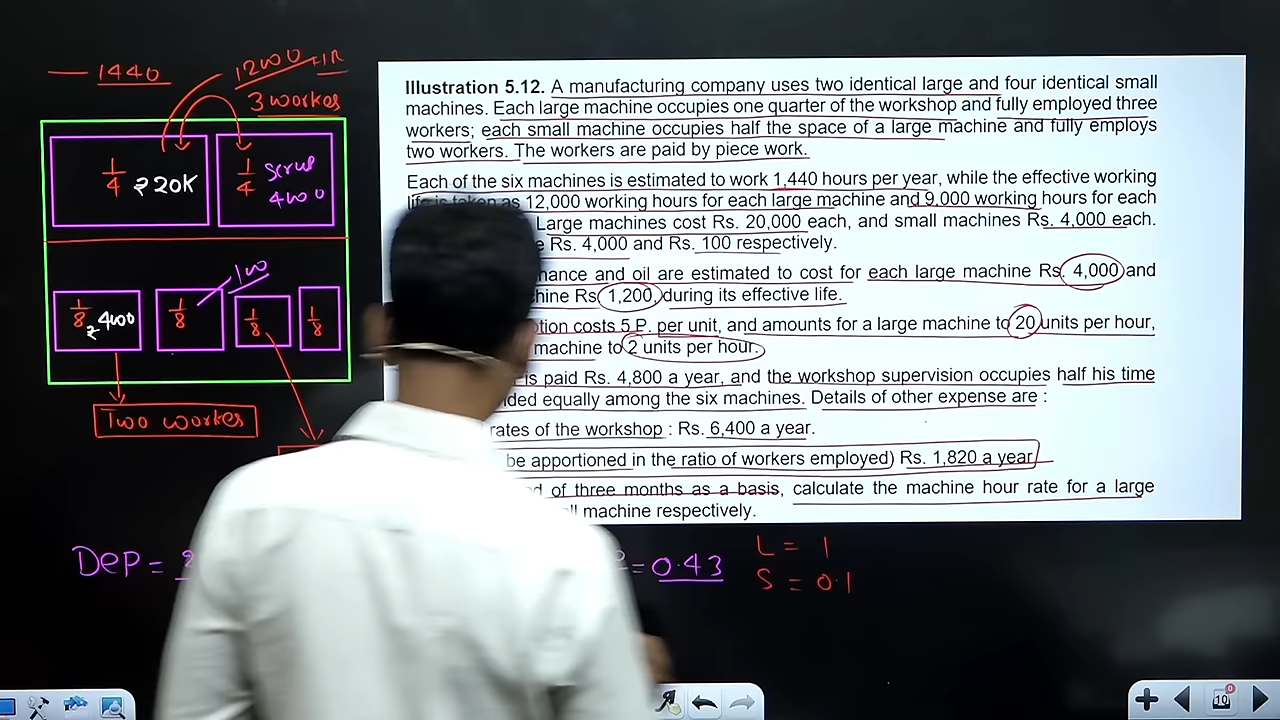 1440
12000 HR
3 workes
1/4 ₹20K
1/4 scrap 4000
1/8 ₹4000
1/8
100
1/8
1/8
Two workes
Illustration 5.12. A manufacturing company uses two identical large and four identical small
machines. Each large machine occupies one quarter of the workshop and fully employed three
workers; each small machine occupies half the space of a large machine and fully employs
two workers. The workers are paid by piece work.
Each of the six machines is estimated to work 1,440 hours per year, while the effective working
12,000 working hours for each large machine and 9,000 working hours for each
Large machines cost Rs. 20,000 each, and small machines Rs. 4,000 each.
Rs. 4,000 and Rs. 100 respectively.
and oil are estimated to cost for each large machine Rs. 4,000 and
Rs 1,200, during its effective life.
costs 5 P. per unit, and amounts for a large machine to 20 units per hour,
machine to 2 units per hour.
is paid Rs. 4,800 a year, and the workshop supervision occupies half his time
equally among the six machines. Details of other expense are :
rates of the workshop : Rs. 6,400 a year.
be apportioned in the ratio of workers employed) Rs. 1,820 a year
of three months as a basis, calculate the machine hour rate for a large
machine respectively.
Dep =
= 0.43
L = 1
S = 0.1
10